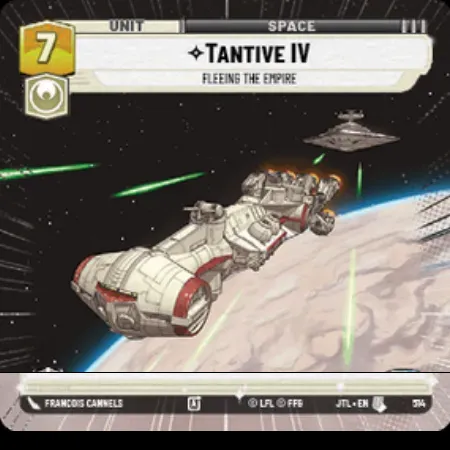 UNIT
SPACE
7
TANTIVE IV
FLEEING THE EMPIRE
FRANCOIS CANNELS
A
© LFL © FFG
JTL • EN
514